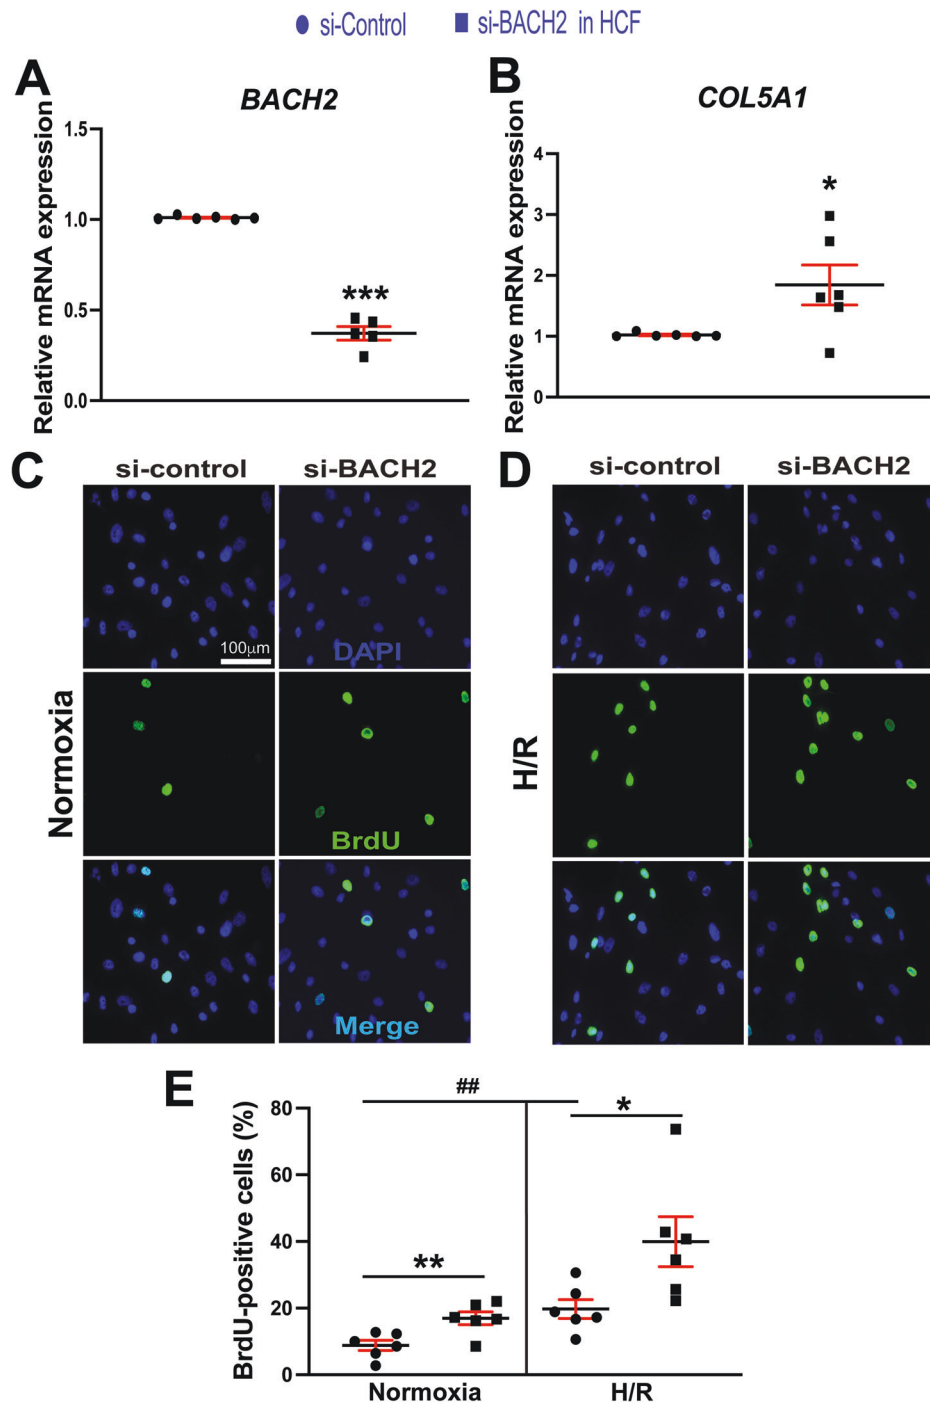 si-Control si-BACH2 in HCF
A
BACH2
Relative mRNA expression
1.5
1.0
0.5
0.0
***
B
COL5A1
Relative mRNA expression
4
3
2
1
0
*
C
si-control si-BACH2
Normoxia
100μm
DAPI
BrdU
Merge
D
si-control si-BACH2
H/R
E
BrdU-positive cells (%)
80
60
40
20
0
##
**
*
Normoxia H/R